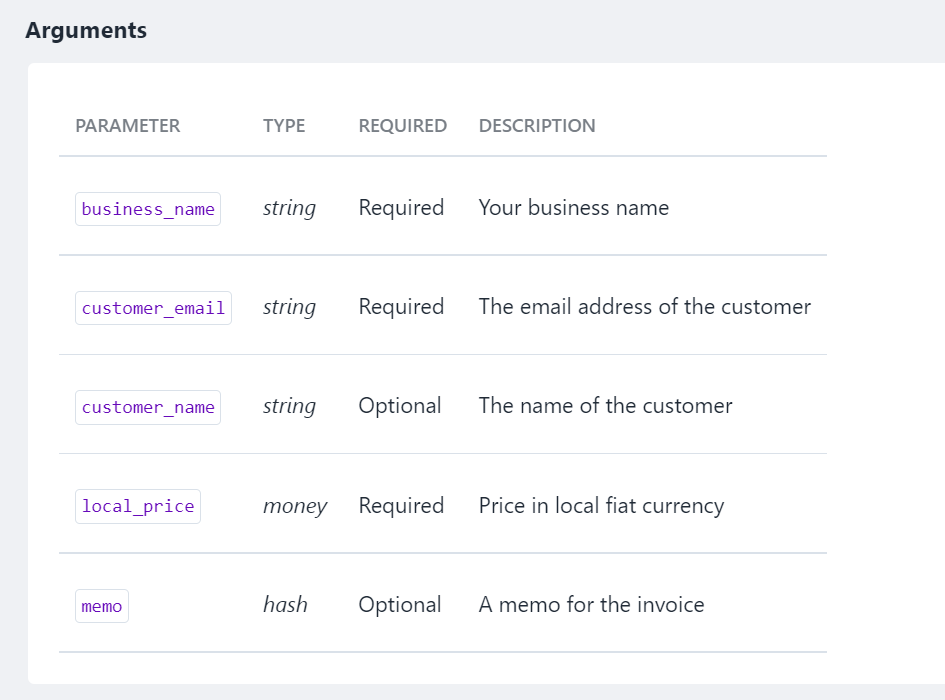 Arguments
PARAMETER TYPE REQUIRED DESCRIPTION
business_name string Required Your business name
customer_email string Required The email address of the customer
customer_name string Optional The name of the customer
local_price money Required Price in local fiat currency
memo hash Optional A memo for the invoice